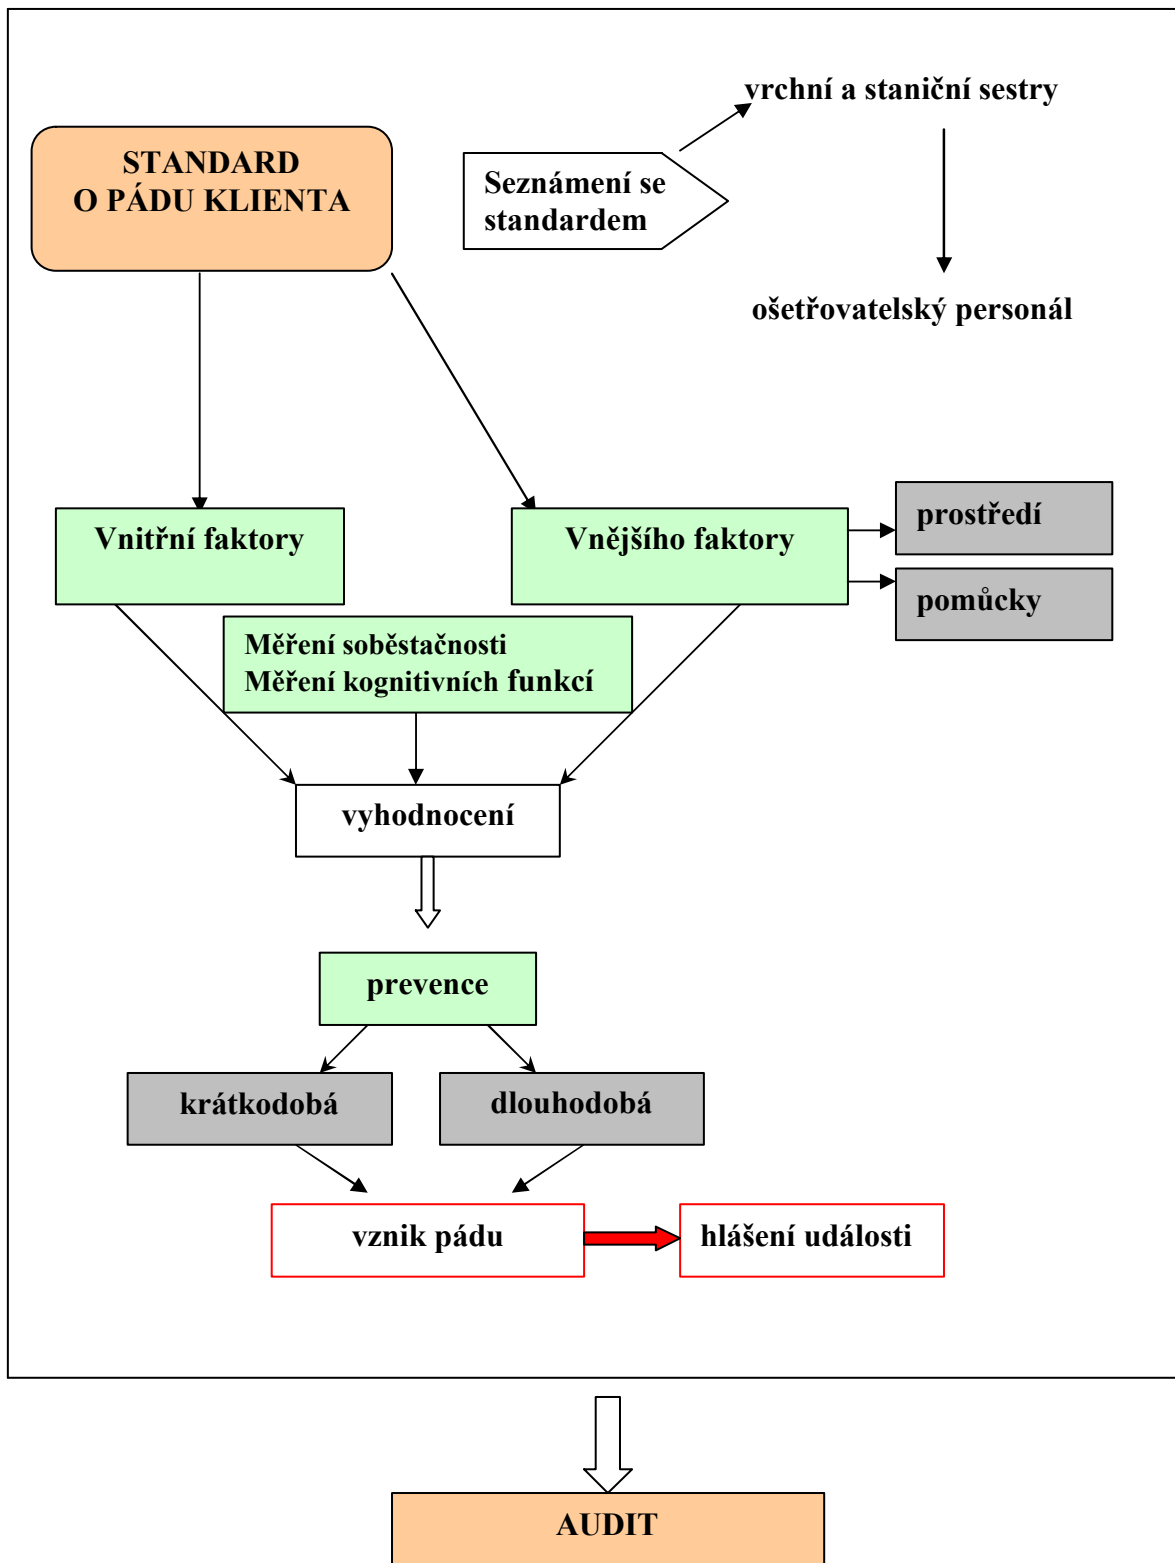 vrchní a staniční sestry
STANDARD
O PÁDU KLIENTA
Seznámení se
standardem
ošetřovatelský personál
Vnitřní faktory
Vnějšího faktory
prostředí
pomůcky
Měření soběstačnosti
Měření kognitivních funkcí
vyhodnocení
prevence
krátkodobá
dlouhodobá
vznik pádu
hlášení události
AUDIT